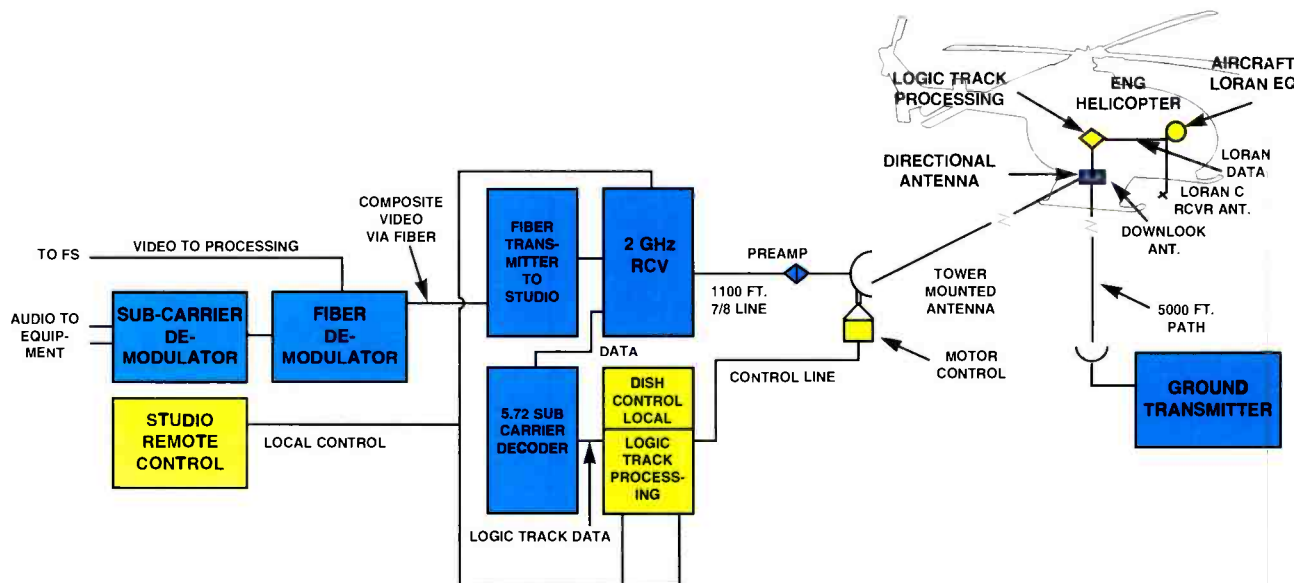 LOGIC TRACK
PROCESSING
ENG
HELICOPTER
AIRCRAFT
LORAN EQ
DIRECTIONAL
ANTENNA
LORAN
DATA
LORAN C
RCVR ANT.
DOWNLOOK
ANT.
COMPOSITE
VIDEO
VIA FIBER
FIBER
TRANS-
MITTER
TO
STUDIO
2 GHz
RCV
PREAMP
1100 FT.
7/8 LINE
TOWER
MOUNTED
ANTENNA
5000 FT.
PATH
TO FS
VIDEO TO PROCESSING
AUDIO TO
EQUIP-
MENT
SUB-CARRIER
DE-
MODULATOR
FIBER
DE-
MODULATOR
DATA
CONTROL LINE
MOTOR
CONTROL
GROUND
TRANSMITTER
STUDIO
REMOTE
CONTROL
LOCAL CONTROL
5.72 SUB
CARRIER
DECODER
DISH
CONTROL
LOCAL
LOGIC
TRACK
PROCESS-
ING
LOGIC TRACK DATA